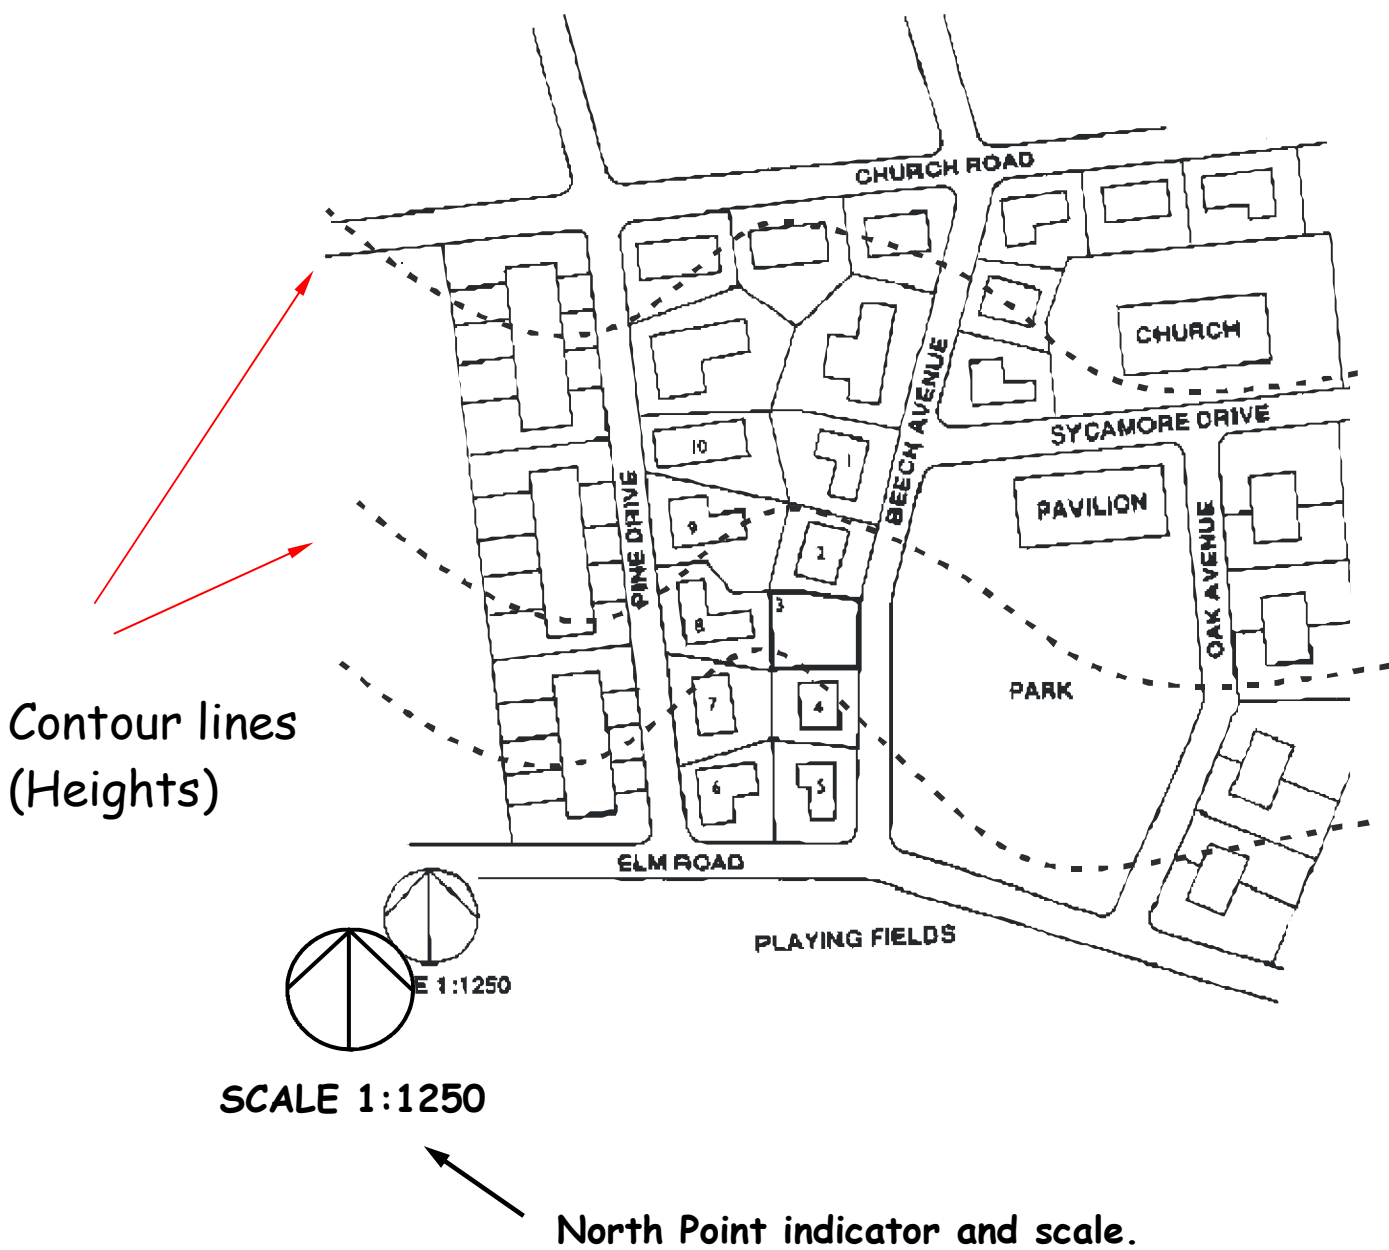 CHURCH ROAD
CHURCH
BEECH AVENUE
SYCAMORE DRIVE
10
1
PAVILION
PINE DRIVE
9
2
OAK AVENUE
3
8
PARK
7
4
Contour lines
(Heights)
6
5
ELM ROAD
PLAYING FIELDS
E 1:1250
SCALE 1:1250
North Point indicator and scale.